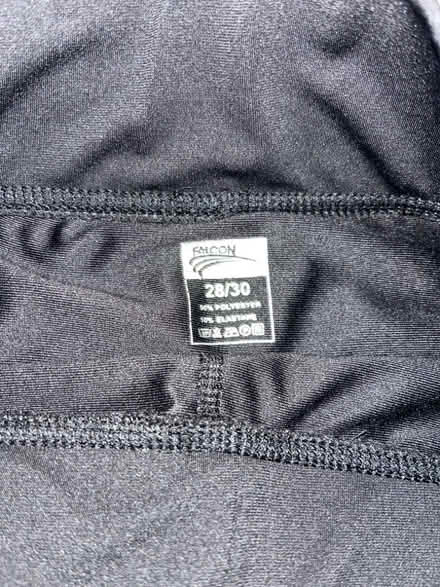 FALCON
28/30
90% POLYESTER
10% ELASTANE